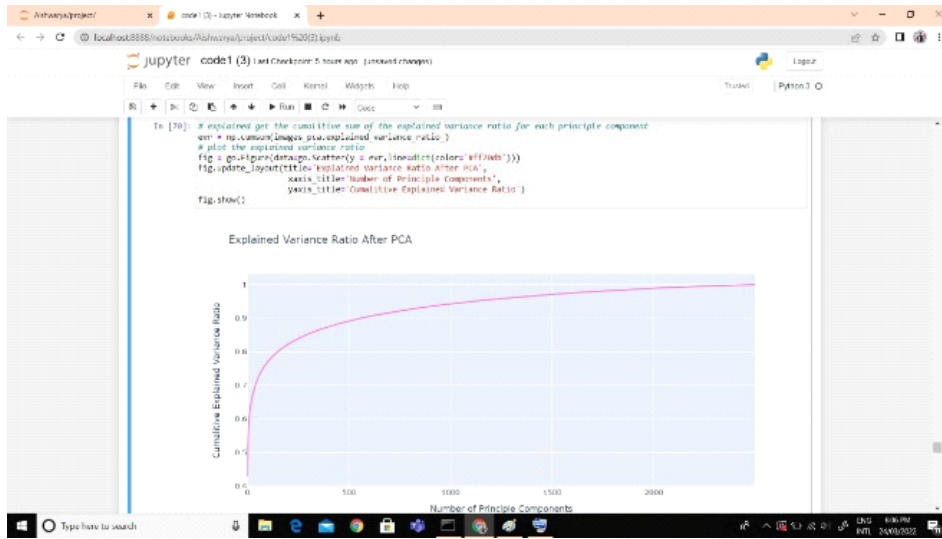 Aishwarya/project/
code1 (3) - Jupyter Notebook
localhost:8888/notebooks/Aishwarya/project/code1%20(3).ipynb
jupyter code1 (3) Last Checkpoint: 5 hours ago (unsaved changes)
Logout
File Edit View Insert Cell Kernel Widgets Help
Trusted Python 3 O
Run Code
In [70]: # explained get the cumalitive sum of the explained variance ratio for each principle component
evr = np.cumsum(images_pca.explained_variance_ratio_)
# plot the explained variance ratio
fig = go.Figure(data=go.Scatter(y = evr,line=dict(color='#ff70db')))
fig.update_layout(title='Explained Variance Ratio After PCA',
xaxis_title='Number of Principle Components',
yaxis_title='Cumalitive Explained Variance Ratio')
fig.show()
Explained Variance Ratio After PCA
Cumalitive Explained Variance Ratio
1
0.9
0.8
0.7
0.6
0.5
0.4
0 500 1000 1500 2000
Number of Principle Components
Type here to search
ENG 6:06 PM
INTL 24/03/2022